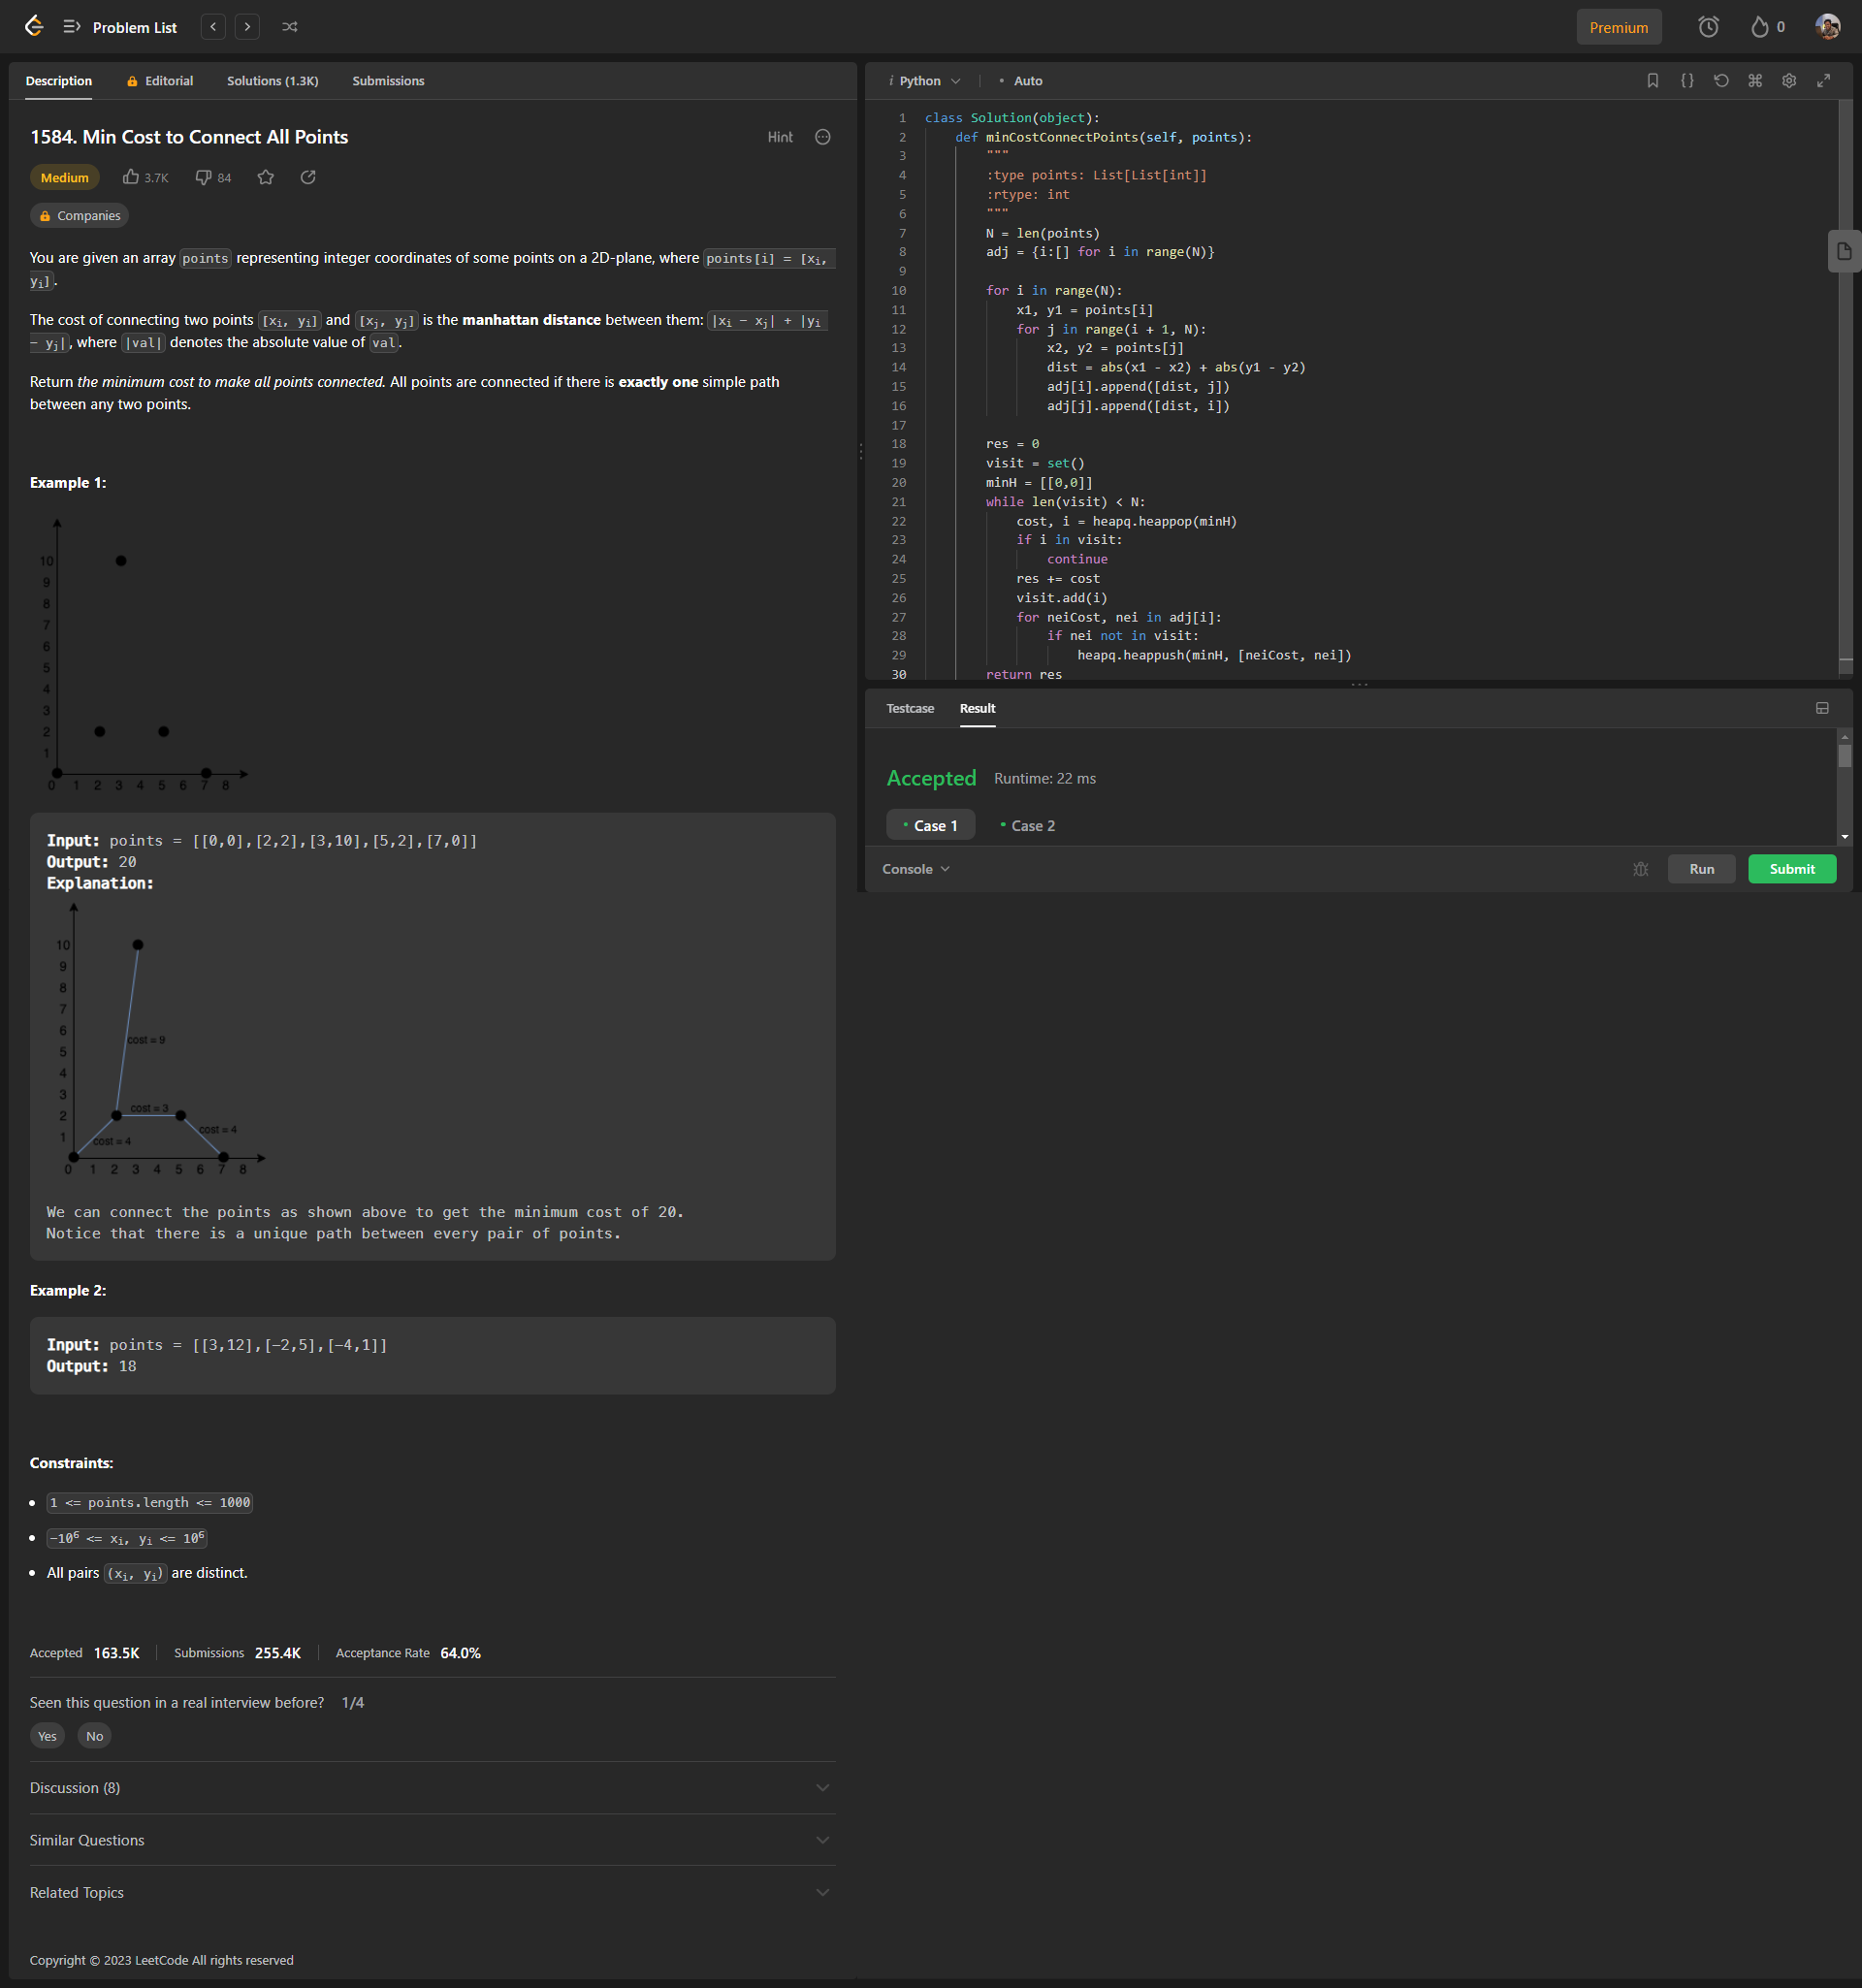 Problem List
Premium
0
Description
Editorial
Solutions (1.3K)
Submissions
1584. Min Cost to Connect All Points
Hint
Medium
3.7K
84
Companies
You are given an array points representing integer coordinates of some points on a 2D-plane, where points[i] = [xi,
yi].
The cost of connecting two points [xi, yi] and [xj, yj] is the manhattan distance between them: |xi − xj| + |yi
− yj|, where |val| denotes the absolute value of val.
Return the minimum cost to make all points connected. All points are connected if there is exactly one simple path
between any two points.
Example 1:
10
9
8
7
6
5
4
3
2
1
0 1 2 3 4 5 6 7 8
Input: points = [[0,0],[2,2],[3,10],[5,2],[7,0]]
Output: 20
Explanation:
10
9
8
7
6
5
4
3
2
1
cost = 9
cost = 3
cost = 4
cost = 4
0 1 2 3 4 5 6 7 8
We can connect the points as shown above to get the minimum cost of 20.
Notice that there is a unique path between every pair of points.
Example 2:
Input: points = [[3,12],[−2,5],[−4,1]]
Output: 18
Constraints:
1 <= points.length <= 1000
−10⁶ <= xi, yi <= 10⁶
All pairs (xi, yi) are distinct.
Accepted 163.5K
Submissions 255.4K
Acceptance Rate 64.0%
Seen this question in a real interview before? 1/4
Yes
No
Discussion (8)
Similar Questions
Related Topics
Copyright © 2023 LeetCode All rights reserved
i Python
Auto
1 class Solution(object):
2     def minCostConnectPoints(self, points):
3         """
4         :type points: List[List[int]]
5         :rtype: int
6         """
7         N = len(points)
8         adj = {i:[] for i in range(N)}
9
10         for i in range(N):
11             x1, y1 = points[i]
12             for j in range(i + 1, N):
13                 x2, y2 = points[j]
14                 dist = abs(x1 - x2) + abs(y1 - y2)
15                 adj[i].append([dist, j])
16                 adj[j].append([dist, i])
17
18         res = 0
19         visit = set()
20         minH = [[0,0]]
21         while len(visit) < N:
22             cost, i = heapq.heappop(minH)
23             if i in visit:
24                 continue
25             res += cost
26             visit.add(i)
27             for neiCost, nei in adj[i]:
28                 if nei not in visit:
29                     heapq.heappush(minH, [neiCost, nei])
30         return res
Testcase
Result
Accepted
Runtime: 22 ms
Case 1
Case 2
Console
Run
Submit